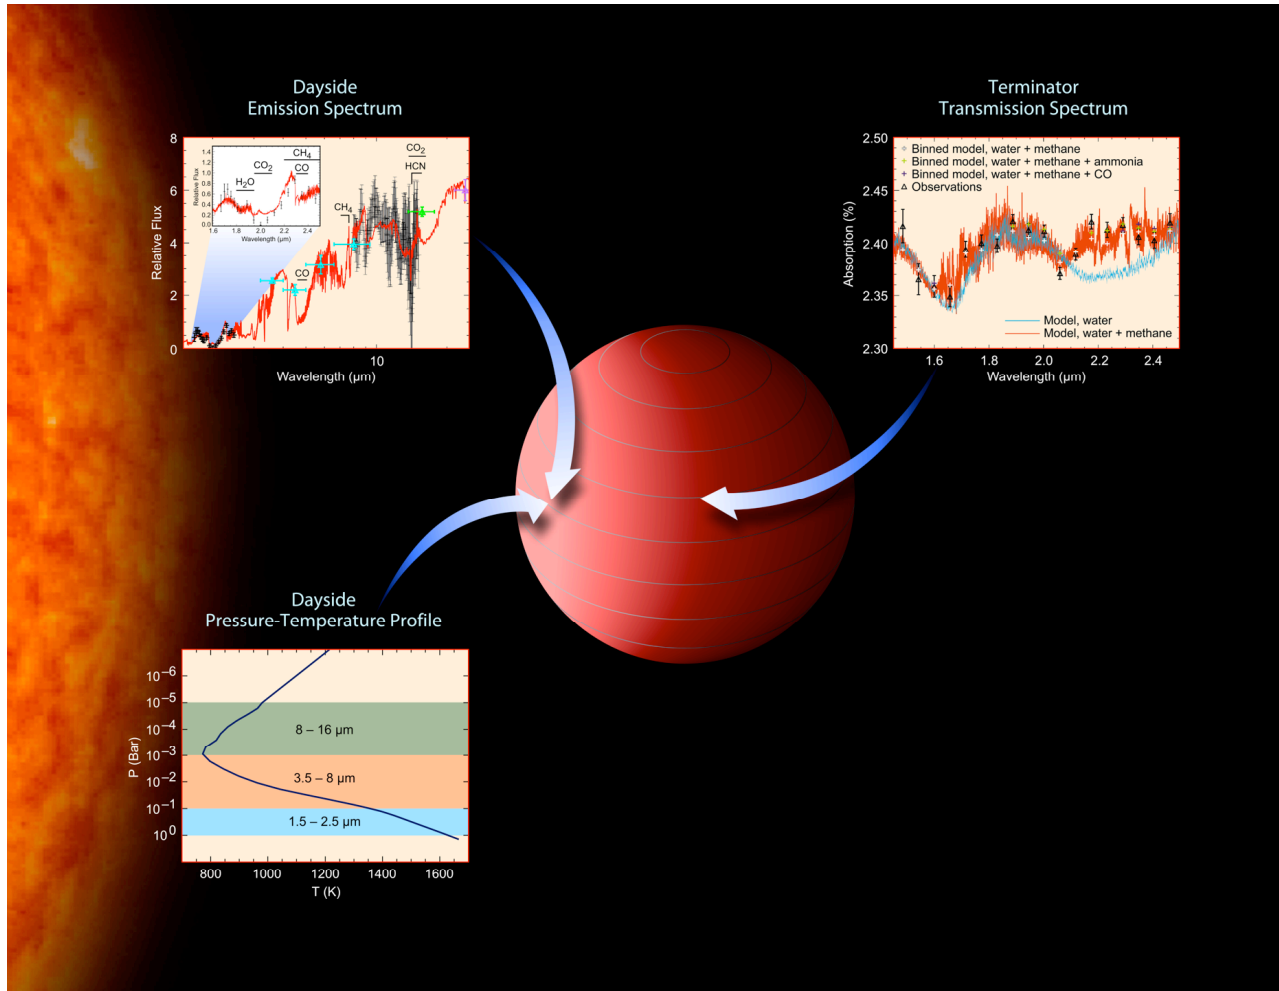 Dayside
Emission Spectrum
8
6
4
2
0
Relative Flux
1.4
1.2
1.0
0.8
0.6
0.4
0.2
0.0
Relative Flux
H₂O
CO₂
CH₄
CO
1.6 1.8 2.0 2.2 2.4
Wavelength (μm)
CO
CH₄
CO₂
HCN
10
Wavelength (μm)
Terminator
Transmission Spectrum
2.50
2.45
2.40
2.35
2.30
Absorption (%)
Binned model, water + methane
Binned model, water + methane + ammonia
Binned model, water + methane + CO
Observations
Model, water
Model, water + methane
1.6 1.8 2.0 2.2 2.4
Wavelength (μm)
Dayside
Pressure-Temperature Profile
10⁻⁶
10⁻⁵
10⁻⁴
10⁻³
10⁻²
10⁻¹
10⁰
P (Bar)
8 – 16 μm
3.5 – 8 μm
1.5 – 2.5 μm
800 1000 1200 1400 1600
T (K)